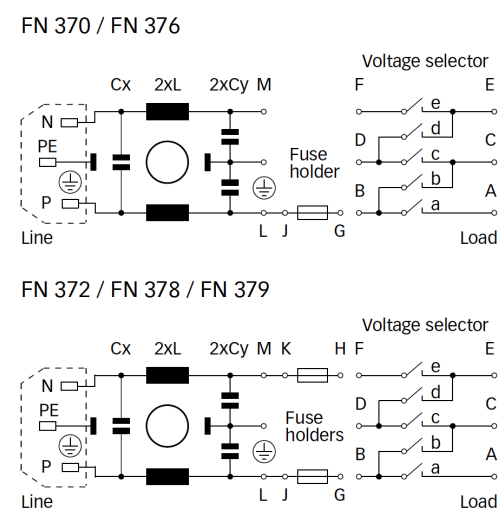 FN 370 / FN 376
Voltage selector
Cx 2xL 2xCy M F E
e
N d
PE D c C
Fuse
holder
b
P B a A
L J G
Line Load
FN 372 / FN 378 / FN 379
Voltage selector
Cx 2xL 2xCy M K H F E
e
N d
PE D c C
Fuse
holders
b
P B a A
L J G
Line Load